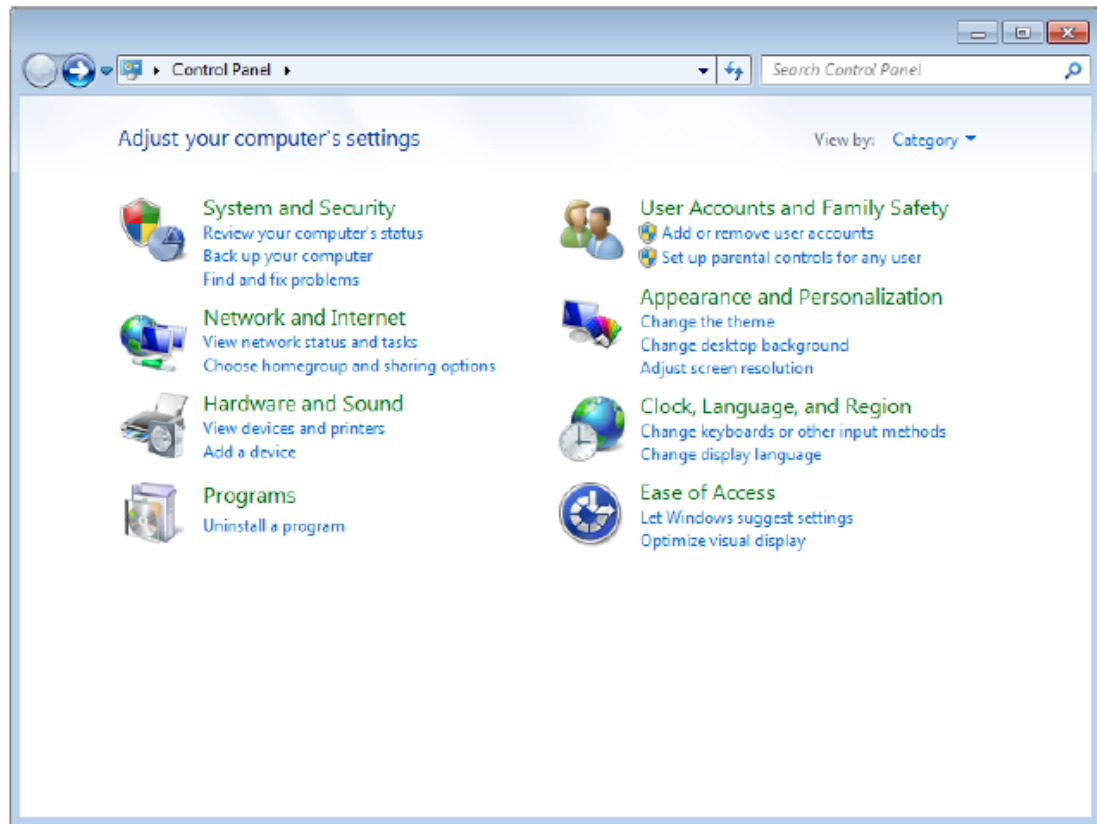 Control Panel
Search Control Panel
Adjust your computer's settings
View by: Category
System and Security
Review your computer's status
Back up your computer
Find and fix problems
Network and Internet
View network status and tasks
Choose homegroup and sharing options
Hardware and Sound
View devices and printers
Add a device
Programs
Uninstall a program
User Accounts and Family Safety
Add or remove user accounts
Set up parental controls for any user
Appearance and Personalization
Change the theme
Change desktop background
Adjust screen resolution
Clock, Language, and Region
Change keyboards or other input methods
Change display language
Ease of Access
Let Windows suggest settings
Optimize visual display